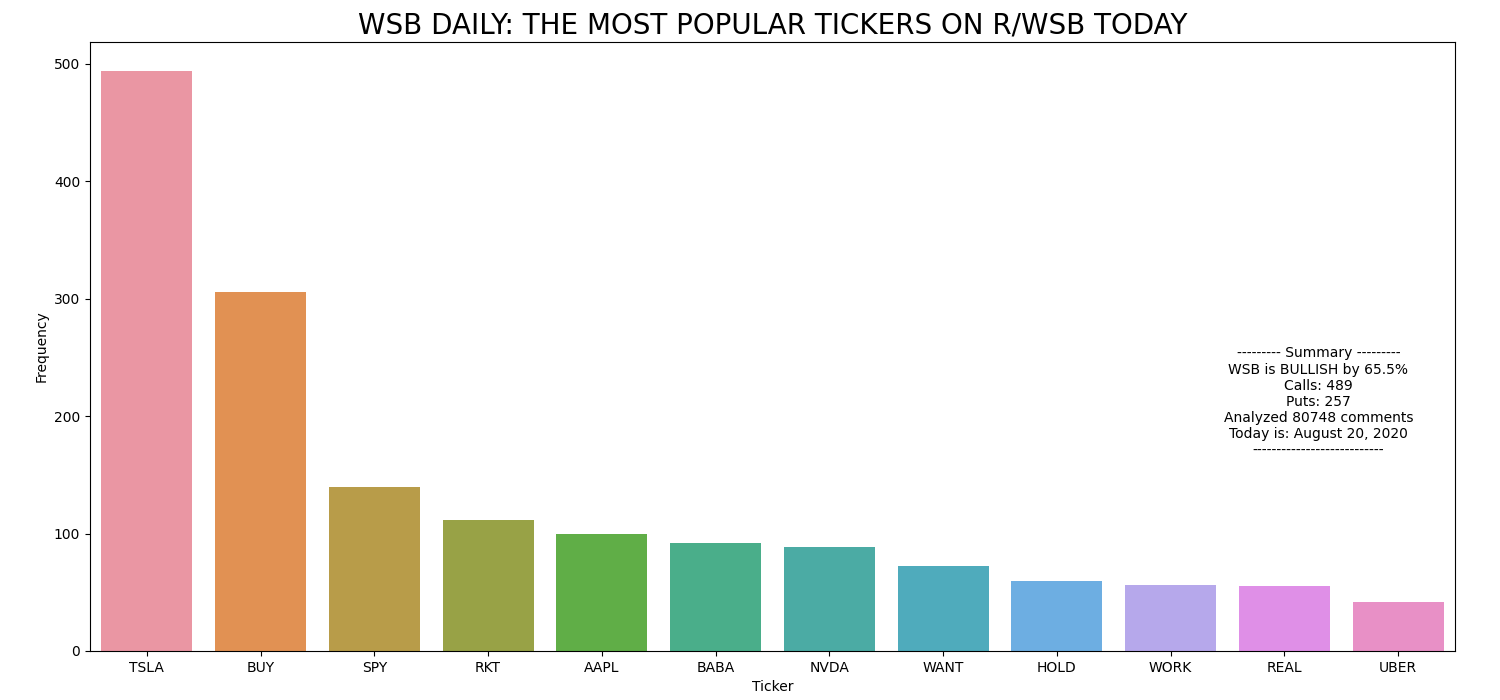 WSB DAILY: THE MOST POPULAR TICKERS ON R/WSB TODAY
500
400
300
200
100
0
Frequency
--------- Summary ---------
WSB is BULLISH by 65.5%
Calls: 489
Puts: 257
Analyzed 80748 comments
Today is: August 20, 2020
---------------------------
TSLA BUY SPY RKT AAPL BABA NVDA WANT HOLD WORK REAL UBER
Ticker